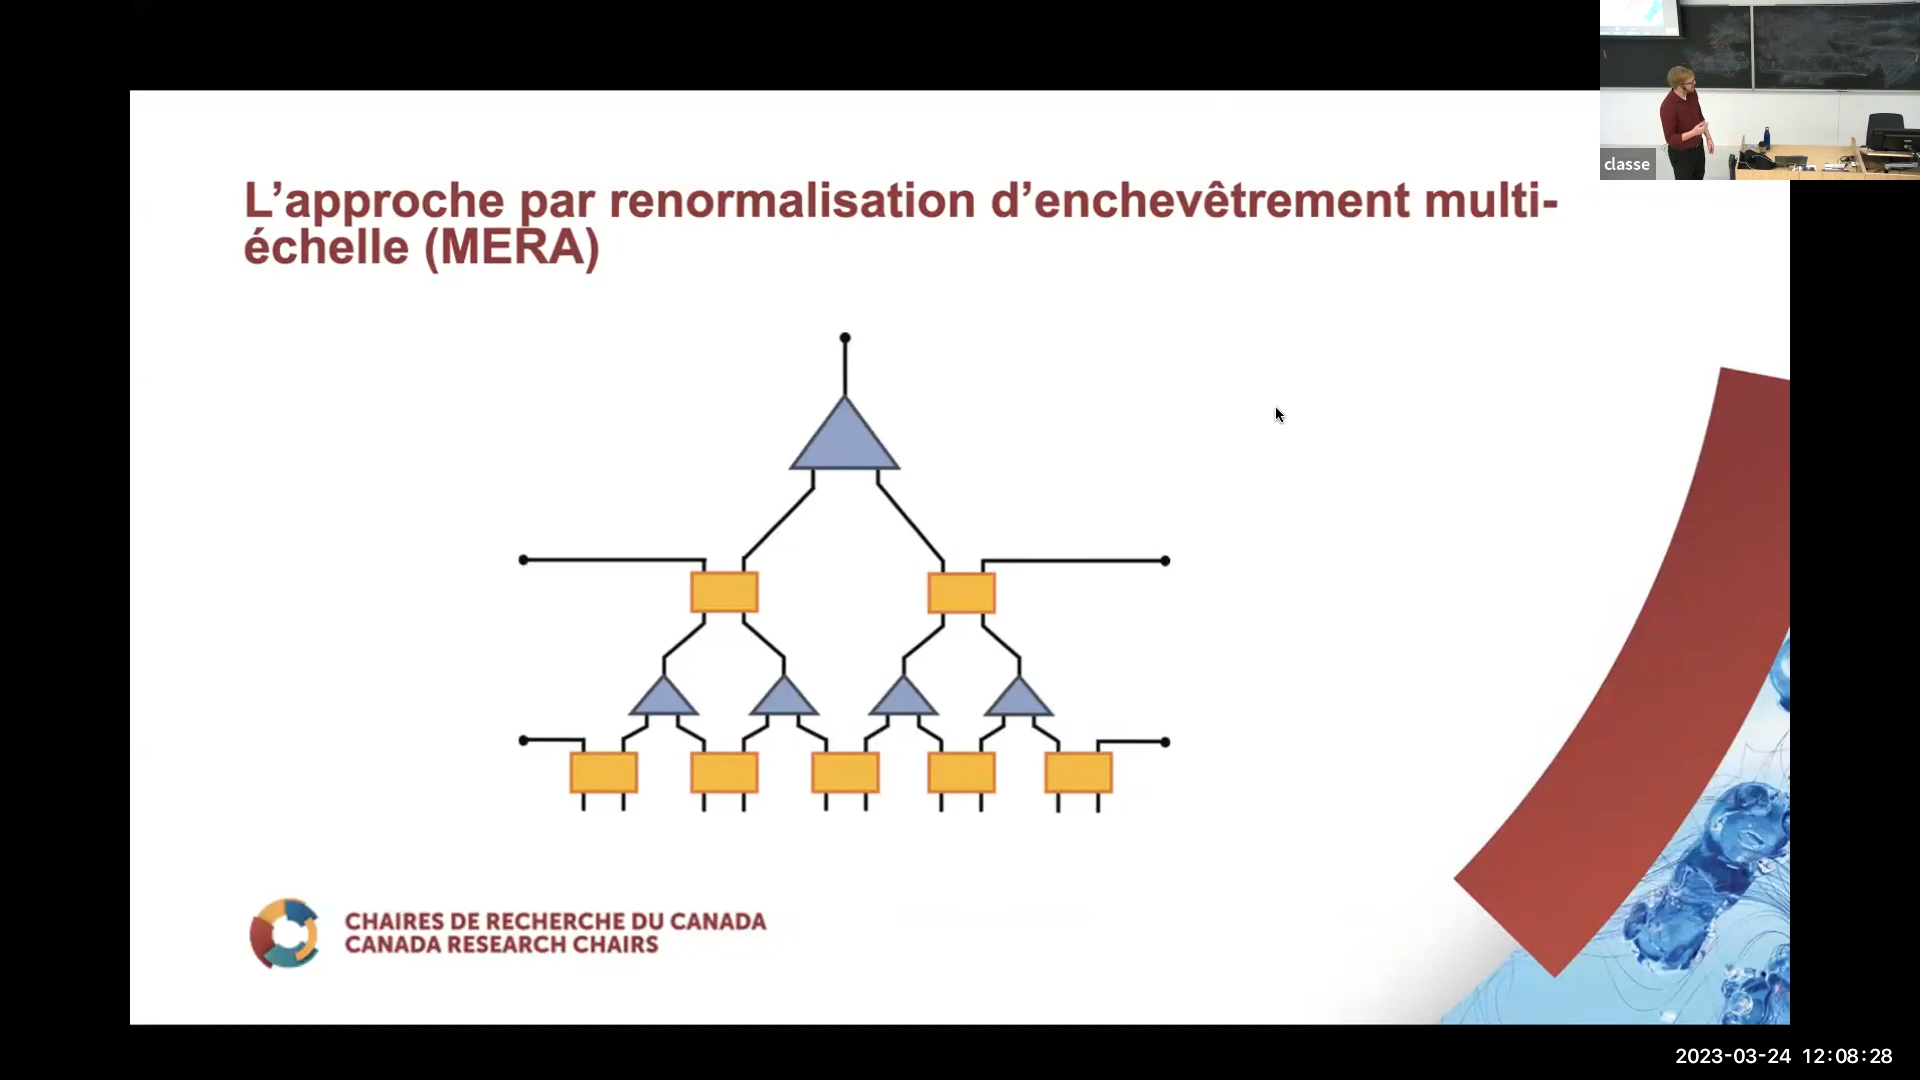 classe
L’approche par renormalisation d’enchevêtrement multi-
échelle (MERA)
CHAIRES DE RECHERCHE DU CANADA
CANADA RESEARCH CHAIRS
2023-03-24 12:08:28